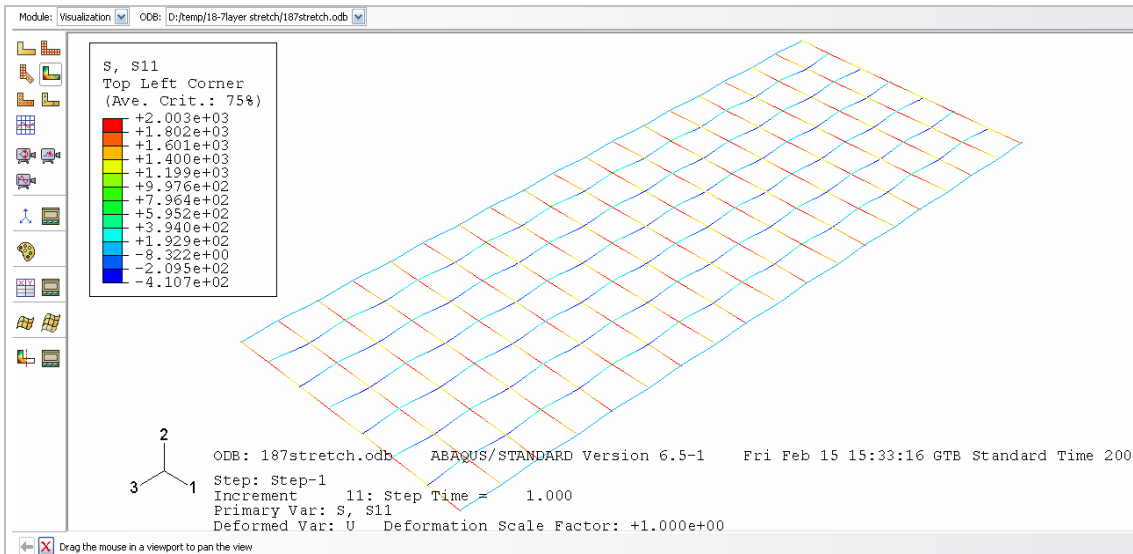 Module: Visualization ODB: D:/temp/18-7layer stretch/187stretch.odb
S, S11
Top Left Corner
(Ave. Crit.: 75%)
+2.003e+03
+1.802e+03
+1.601e+03
+1.400e+03
+1.199e+03
+9.976e+02
+7.964e+02
+5.952e+02
+3.940e+02
+1.929e+02
-8.322e+00
-2.095e+02
-4.107e+02
2
3
1
ODB: 187stretch.odb ABAQUS/STANDARD Version 6.5-1 Fri Feb 15 15:33:16 GTB Standard Time 200
Step: Step-1
Increment 11: Step Time = 1.000
Primary Var: S, S11
Deformed Var: U Deformation Scale Factor: +1.000e+00
Drag the mouse in a viewport to pan the view